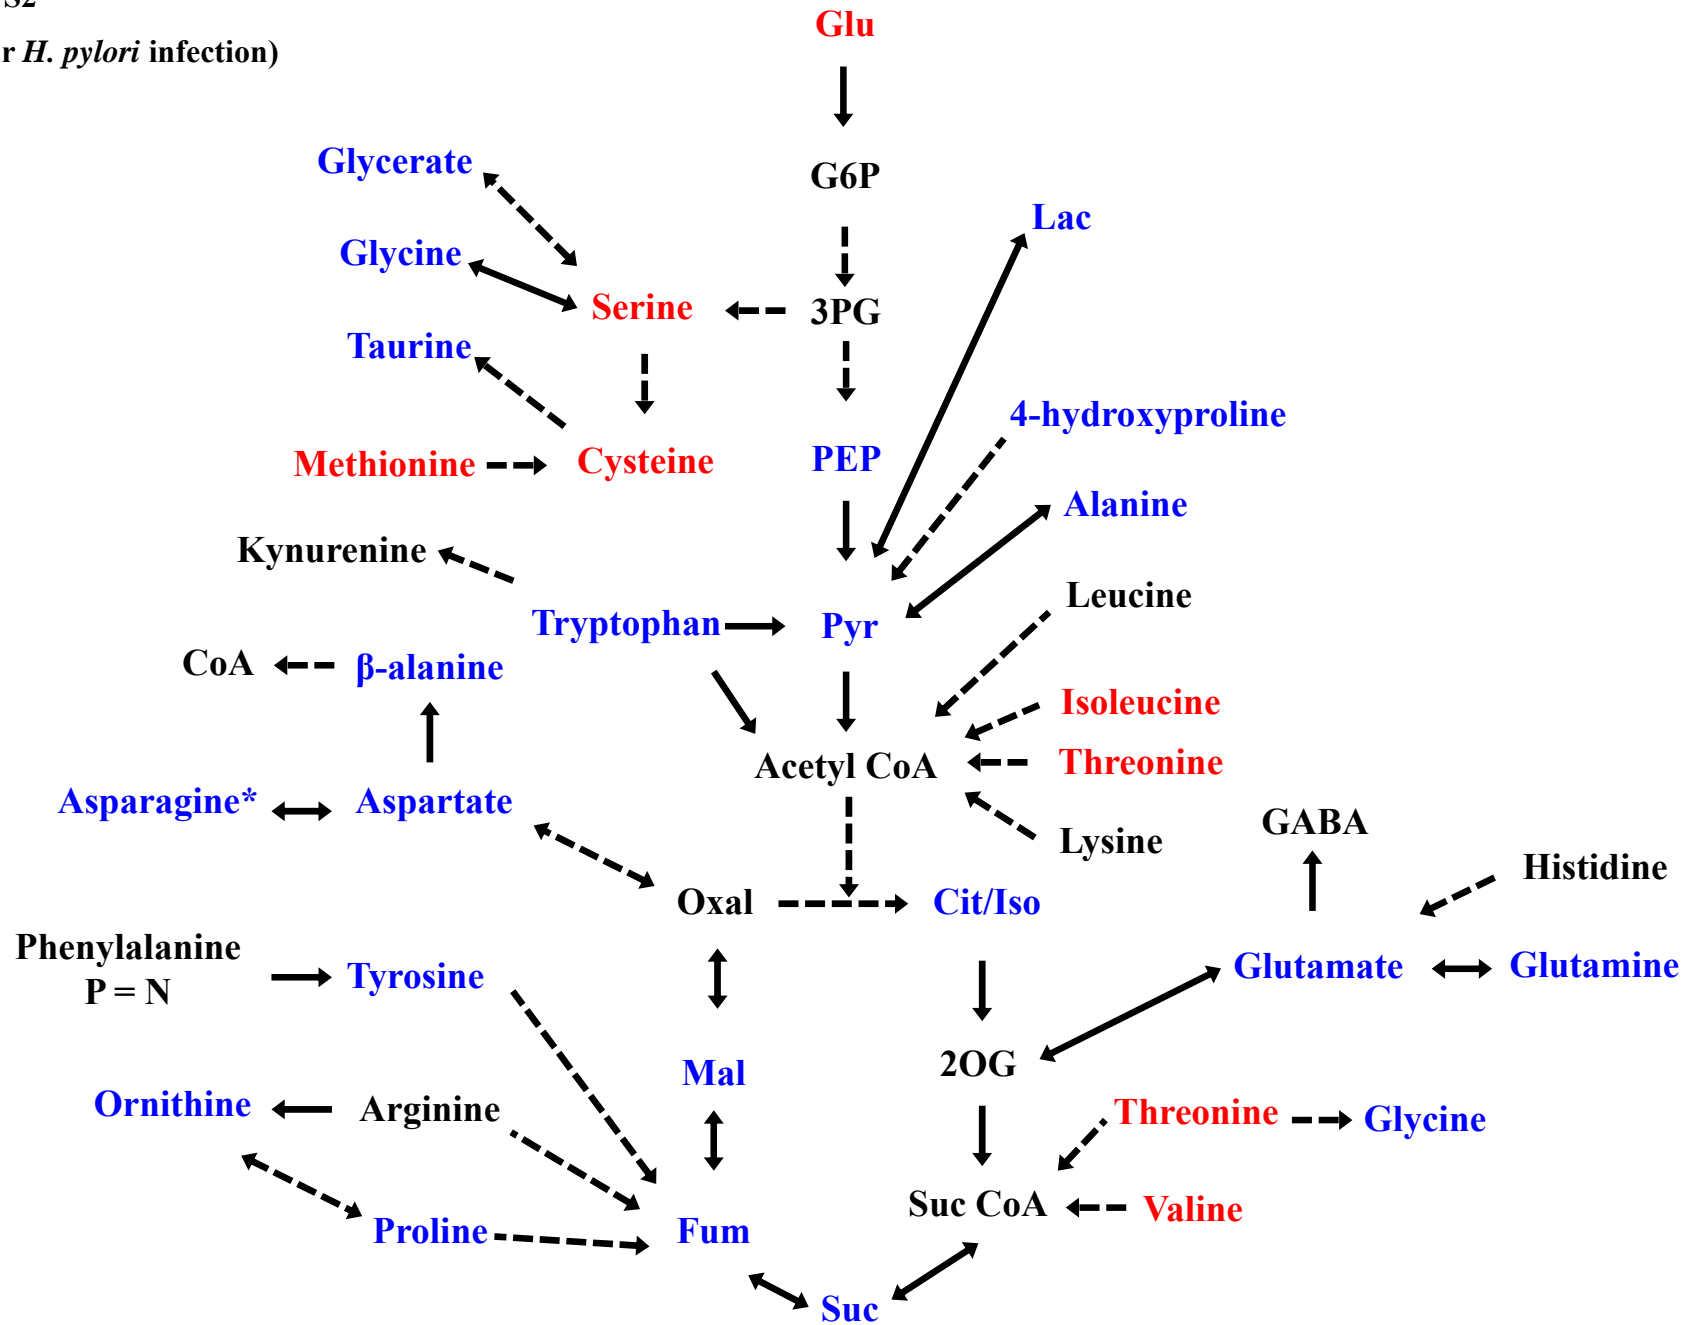 S2
r H. pylori infection)
Glu
Glycerate
G6P
Lac
Glycine
Serine
3PG
Taurine
4-hydroxyproline
Methionine
Cysteine
PEP
Alanine
Kynurenine
Leucine
Tryptophan
Pyr
CoA
β-alanine
Isoleucine
Acetyl CoA
Threonine
Asparagine*
Aspartate
GABA
Lysine
Histidine
Oxal
Cit/Iso
Phenylalanine
P = N
Tyrosine
Glutamate
Glutamine
Mal
2OG
Ornithine
Arginine
Threonine
Glycine
Suc CoA
Valine
Proline
Fum
Suc